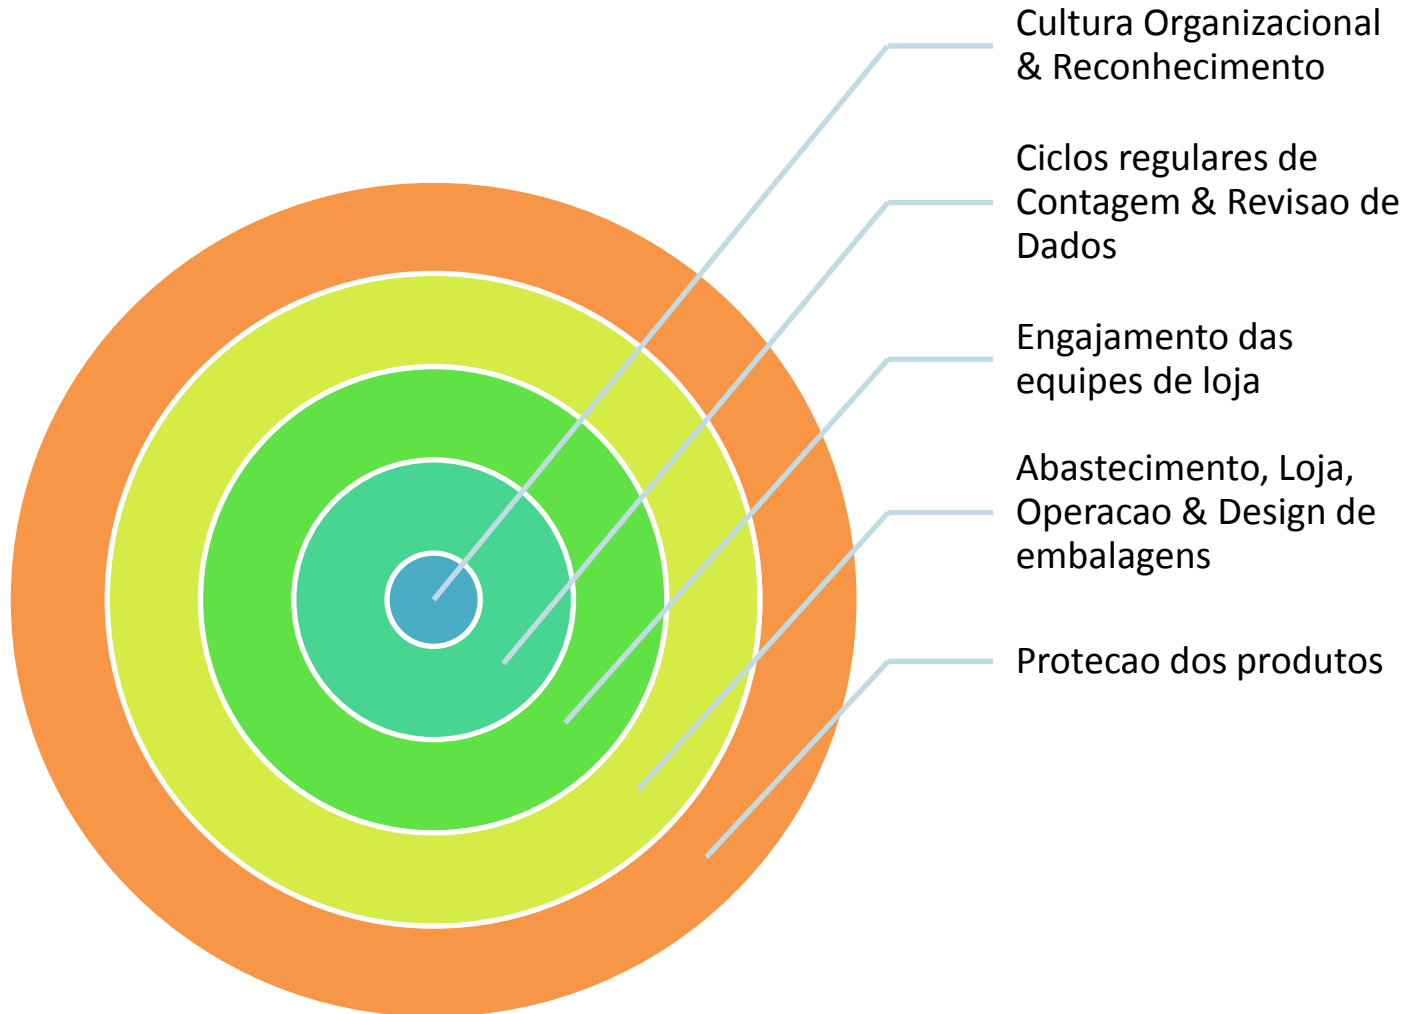 Cultura Organizacional
& Reconhecimento
Ciclos regulares de
Contagem & Revisao de
Dados
Engajamento das
equipes de loja
Abastecimento, Loja,
Operacao & Design de
embalagens
Protecao dos produtos